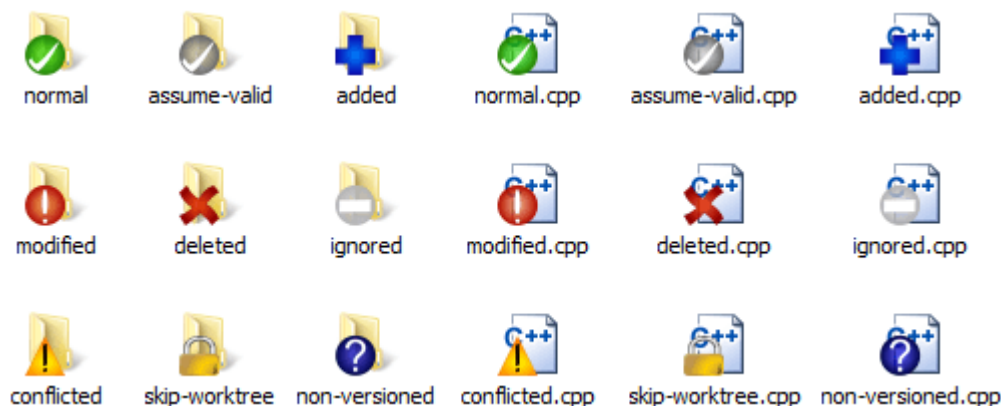 C++ C++ C++
normal assume-valid added normal.cpp assume-valid.cpp added.cpp
C++ C++ C++
modified deleted ignored modified.cpp deleted.cpp ignored.cpp
C++ C++ C++
conflicted skip-worktree non-versioned conflicted.cpp skip-worktree.cpp non-versioned.cpp